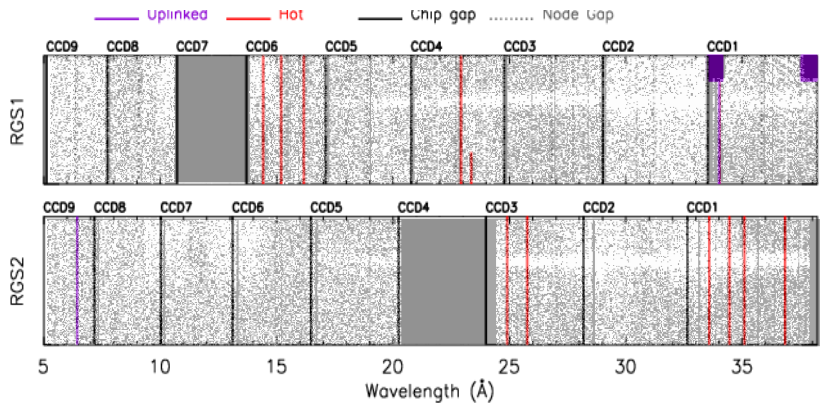 Uplinked Hot Chip gap Node Gap
CCD9 CCD8 CCD7 CCD6 CCD5 CCD4 CCD3 CCD2 CCD1
RGS1
CCD9 CCD8 CCD7 CCD6 CCD5 CCD4 CCD3 CCD2 CCD1
RGS2
5 10 15 20 25 30 35
Wavelength (Å)